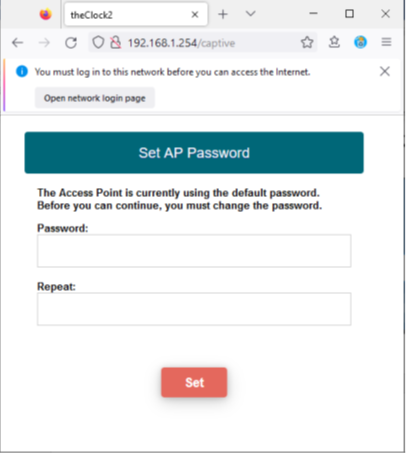 theClock2
192.168.1.254/captive
You must log in to this network before you can access the Internet.
Open network login page
Set AP Password
The Access Point is currently using the default password.
Before you can continue, you must change the password.
Password:
Repeat:
Set